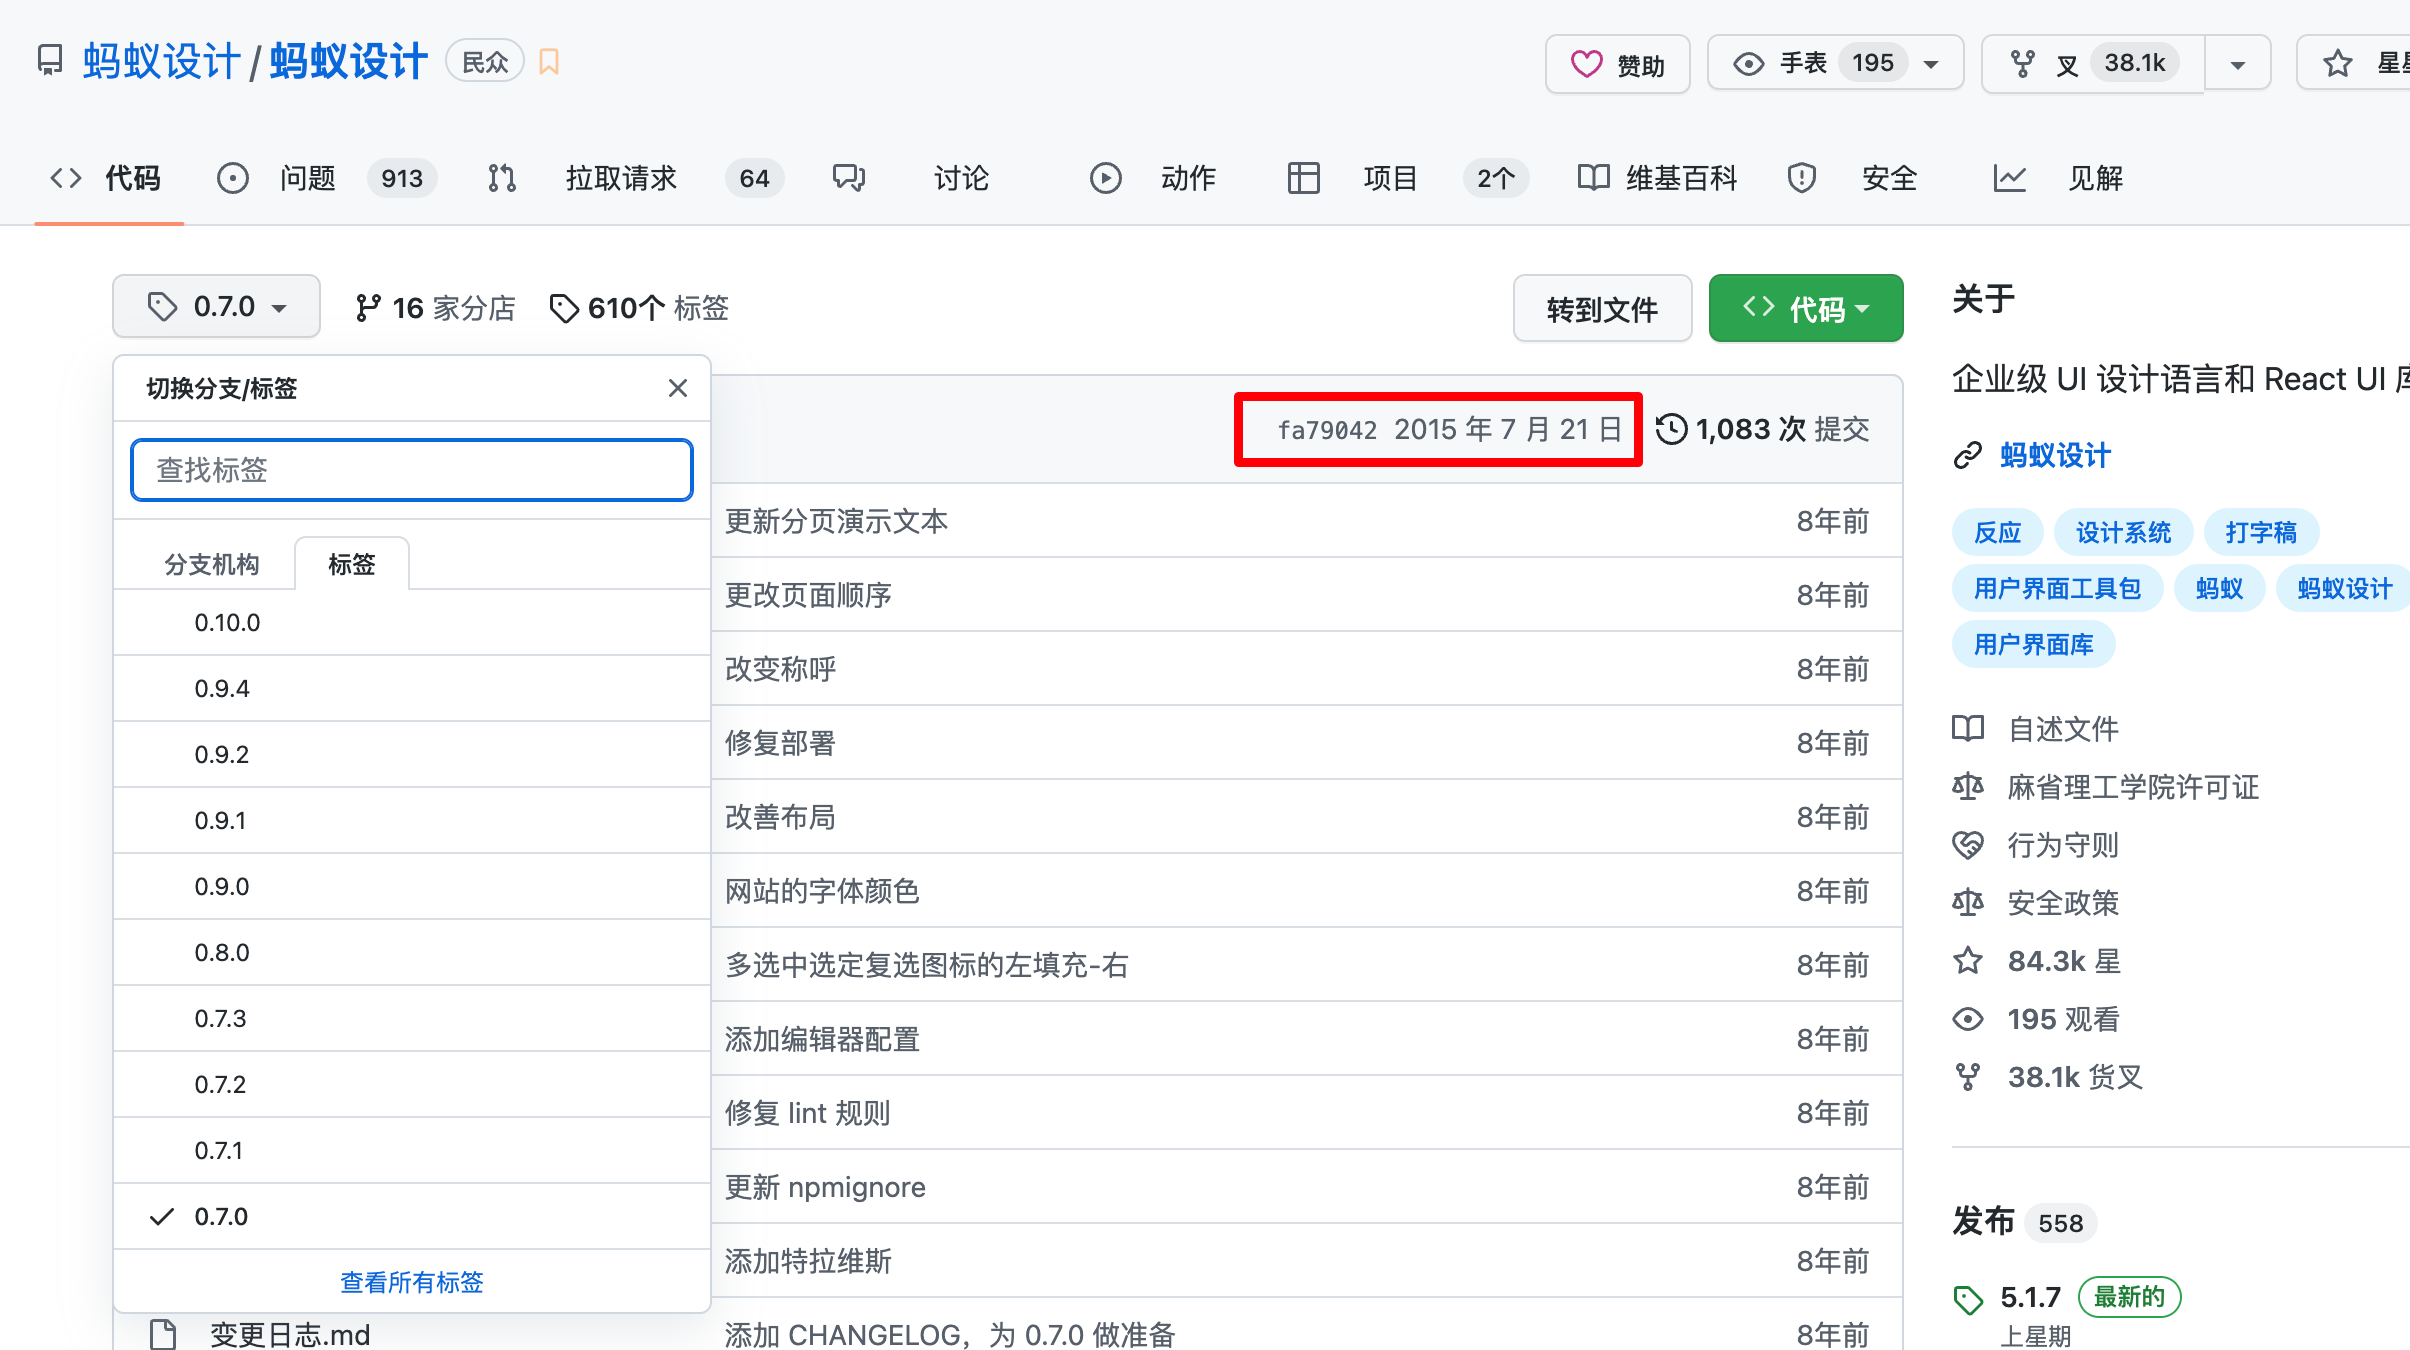 蚂蚁设计/蚂蚁设计 民众
赞助 手表 195 叉 38.1k
代码 问题 913 拉取请求 64 讨论 动作 项目 2个 维基百科 安全 见解
0.7.0 16 家分店 610个 标签 转到文件 代码
切换分支/标签
查找标签
分支机构 标签
0.10.0
0.9.4
0.9.2
0.9.1
0.9.0
0.8.0
0.7.3
0.7.2
0.7.1
0.7.0
查看所有标签
fa79042 2015 年 7 月 21 日 1,083 次 提交
更新分页演示文本 8年前
更改页面顺序 8年前
改变称呼 8年前
修复部署 8年前
改善布局 8年前
网站的字体颜色 8年前
多选中选定复选图标的左填充-右 8年前
添加编辑器配置 8年前
修复 lint 规则 8年前
更新 npmignore 8年前
添加特拉维斯 8年前
变更日志.md 添加 CHANGELOG，为 0.7.0 做准备 8年前
关于
企业级 UI 设计语言和 React UI 库
蚂蚁设计
反应 设计系统 打字稿
用户界面工具包 蚂蚁 蚂蚁设计
用户界面库
自述文件
麻省理工学院许可证
行为守则
安全政策
84.3k 星
195 观看
38.1k 货叉
发布 558
5.1.7 最新的
上星期